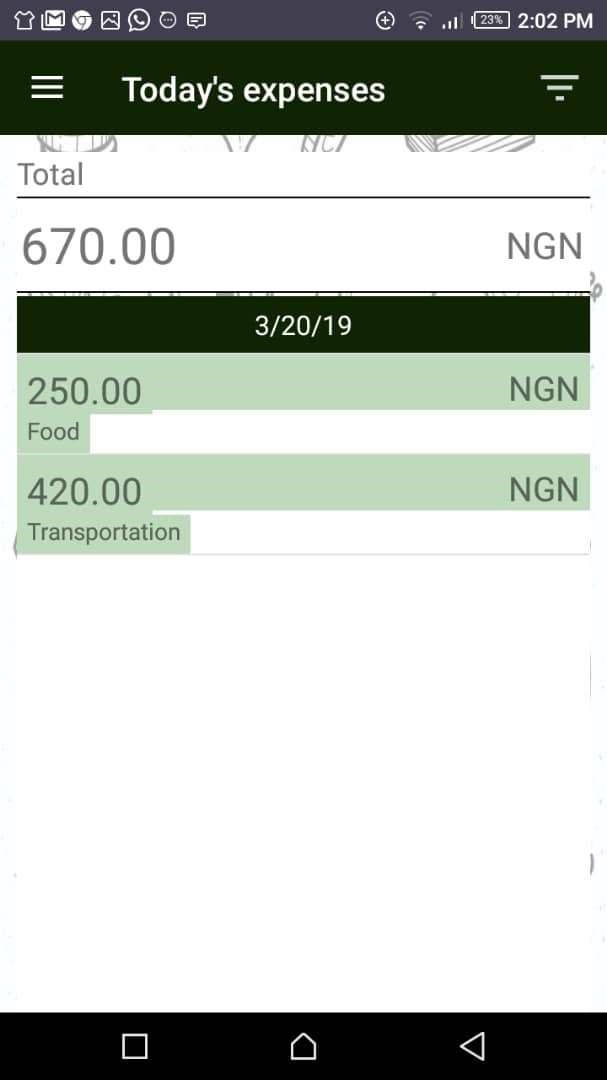 23% 2:02 PM
Today's expenses
Total
670.00 NGN
3/20/19
250.00 NGN
Food
420.00 NGN
Transportation